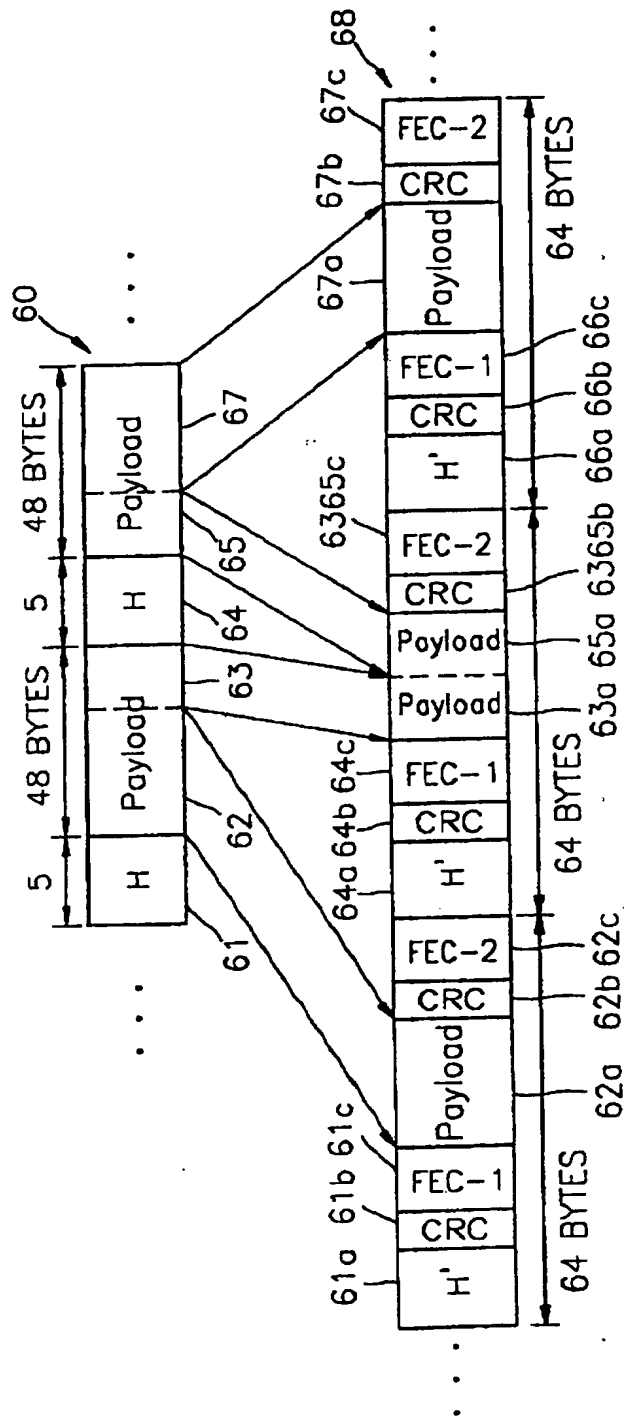 5 48 BYTES 5 48 BYTES 60
... H Payload H Payload ...
61 62 63 64 65 67
61a 61b 61c 64a 64b 64c 6365c 67a 67b 67c 68
... H' CRC FEC-1 Payload CRC FEC-2 H' CRC FEC-1 Payload Payload CRC FEC-2 H' CRC FEC-1 Payload CRC FEC-2 ...
62a 62b 62c 63a 65a 6365b 66a 66b 66c
64 BYTES 64 BYTES 64 BYTES